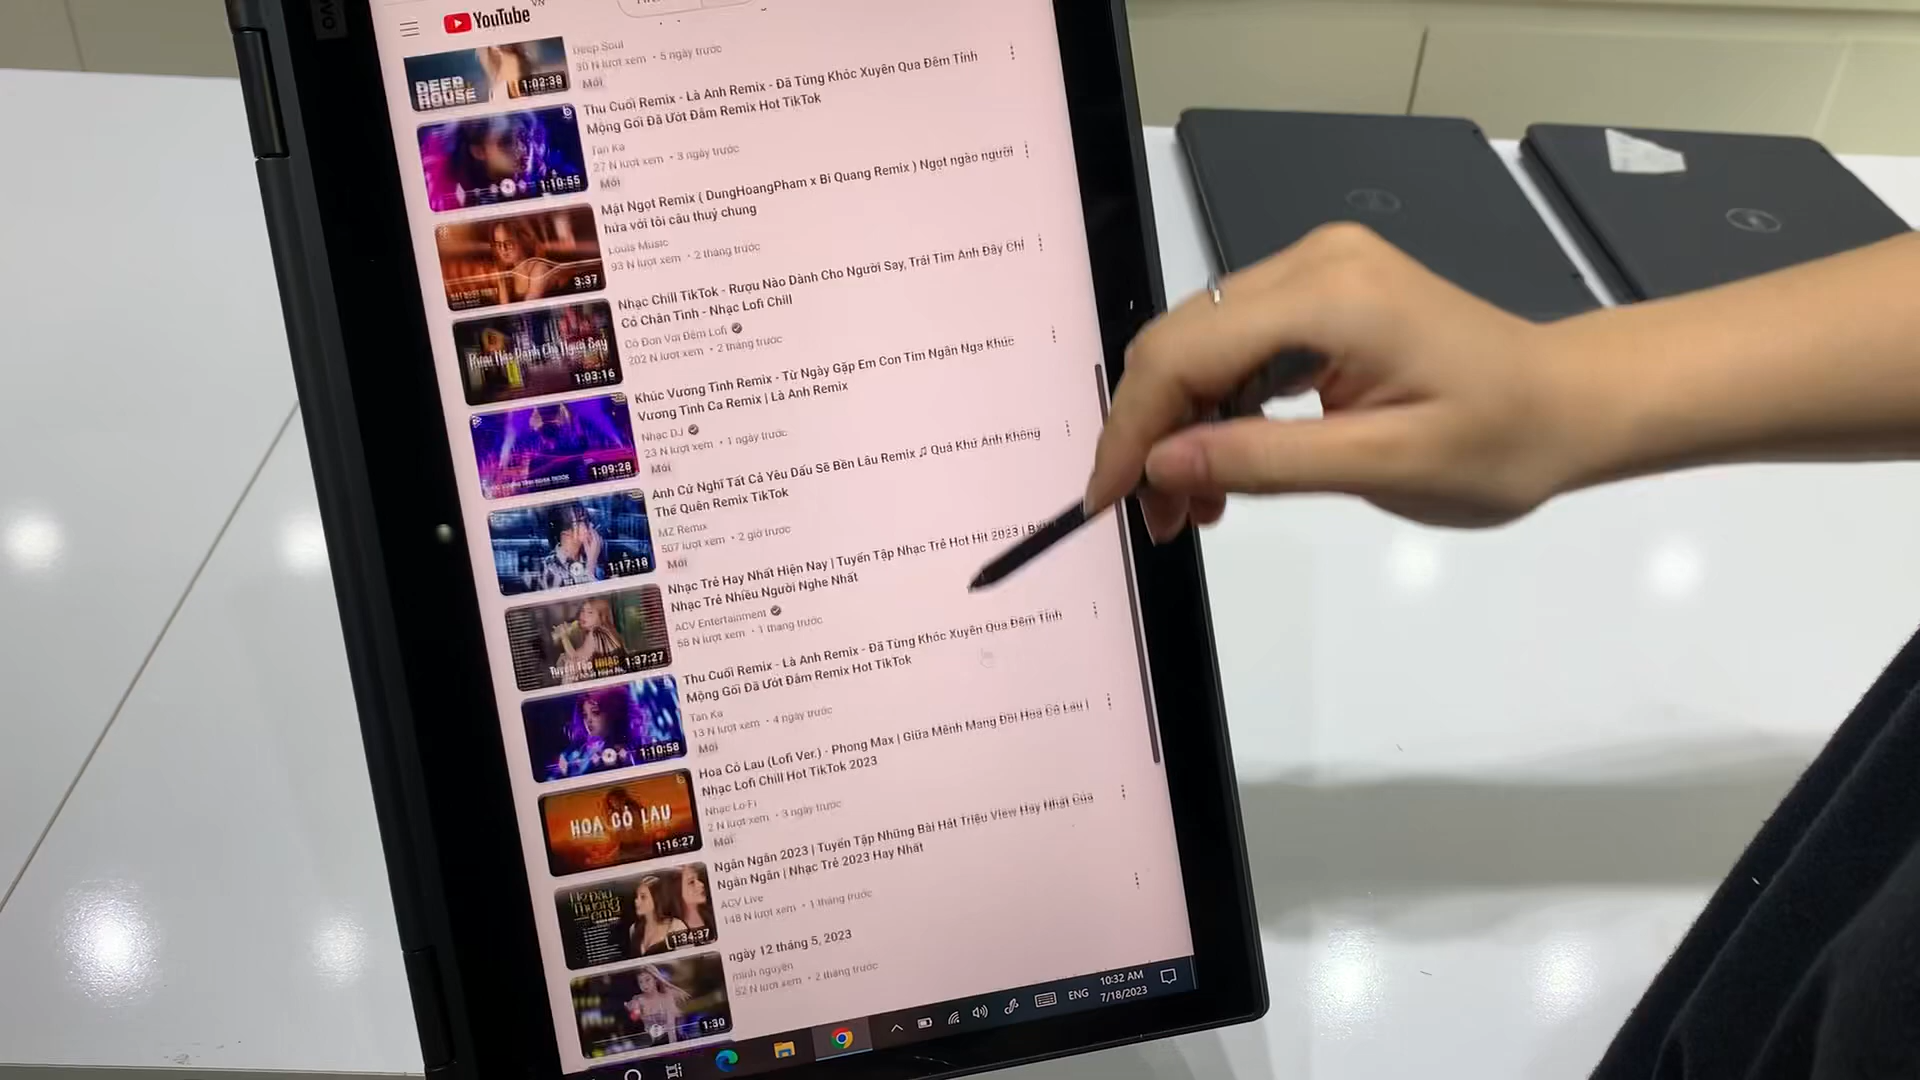 YouTube VN
Deep Soul
30 N lượt xem • 5 ngày trước
Mới
DEEP
HOUSE
1:02:38
Thu Cuối Remix - Là Anh Remix - Đã Từng Khóc Xuyên Qua Đêm Tỉnh
Mộng Gối Đã Ướt Đẫm Remix Hot TikTok
Tan Ka
27 N lượt xem • 3 ngày trước
Mới
1:10:55
Mật Ngọt Remix ( DungHoangPham x Bi Quang Remix ) Ngọt ngào người
hứa với tôi câu thuỷ chung
Louis Music
93 N lượt xem • 2 tháng trước
3:37
Nhạc Chill TikTok - Rượu Nào Dành Cho Người Say, Trái Tim Anh Đây Chỉ
Có Chân Tình - Nhạc Lofi Chill
Cô Đơn Vào Đêm Lofi
202 N lượt xem • 2 tháng trước
Rượu Nào Dành Cho Người Say
1:03:16
Khúc Vương Tình Remix - Từ Ngày Gặp Em Con Tim Ngân Nga Khúc
Vương Tình Ca Remix | Là Anh Remix
Nhạc DJ
23 N lượt xem • 1 ngày trước
Mới
1:09:28
Anh Cứ Nghĩ Tất Cả Yêu Dấu Sẽ Bền Lâu Remix ♫ Quá Khứ Anh Không
Thể Quên Remix TikTok
MZ Remix
507 lượt xem • 2 giờ trước
Mới
1:17:18
Nhạc Trẻ Hay Nhất Hiện Nay | Tuyển Tập Nhạc Trẻ Hot Hit 2023 |
Nhạc Trẻ Nhiều Người Nghe Nhất
ACV Entertainment
58 N lượt xem • 1 tháng trước
Tuyển Tập NHẠC
1:37:27
Thu Cuối Remix - Là Anh Remix - Đã Từng Khóc Xuyên Qua Đêm Tỉnh
Mộng Gối Đã Ướt Đẫm Remix Hot TikTok
Tan Ka
13 N lượt xem • 4 ngày trước
Mới
1:10:58
Hoa Cỏ Lau (Lofi Ver.) - Phong Max | Giữa Mênh Mang Đồi Hoa Cỏ Lau |
Nhạc Lofi Chill Hot TikTok 2023
Nhạc Lo-Fi
2 N lượt xem • 3 ngày trước
Mới
HOA CỎ LAU
1:16:27
Ngân Ngân 2023 | Tuyển Tập Những Bài Hát Triệu View Hay Nhất Của
Ngân Ngân | Nhạc Trẻ 2023 Hay Nhất
ACV Live
148 N lượt xem • 1 tháng trước
1:34:37
ngày 12 tháng 5, 2023
minh nguyên
52 N lượt xem • 2 tháng trước
1:30
ENG
10:32 AM
7/18/2023